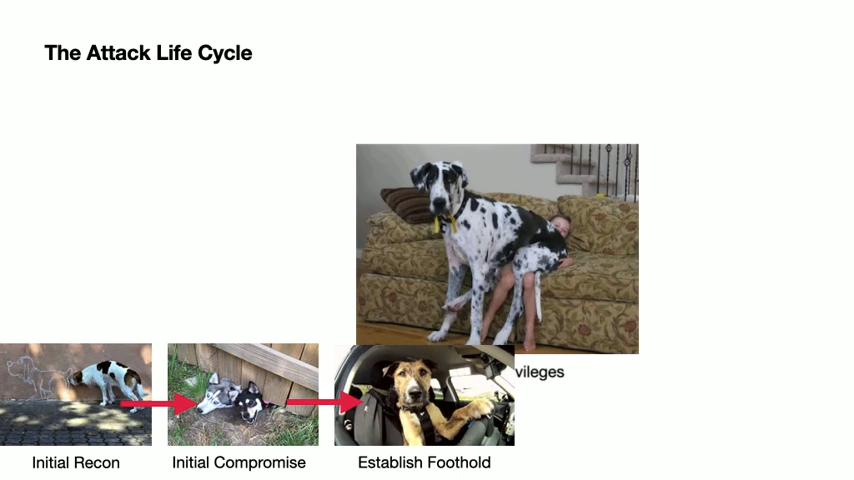 The Attack Life Cycle
vileges
Initial Recon
Initial Compromise
Establish Foothold